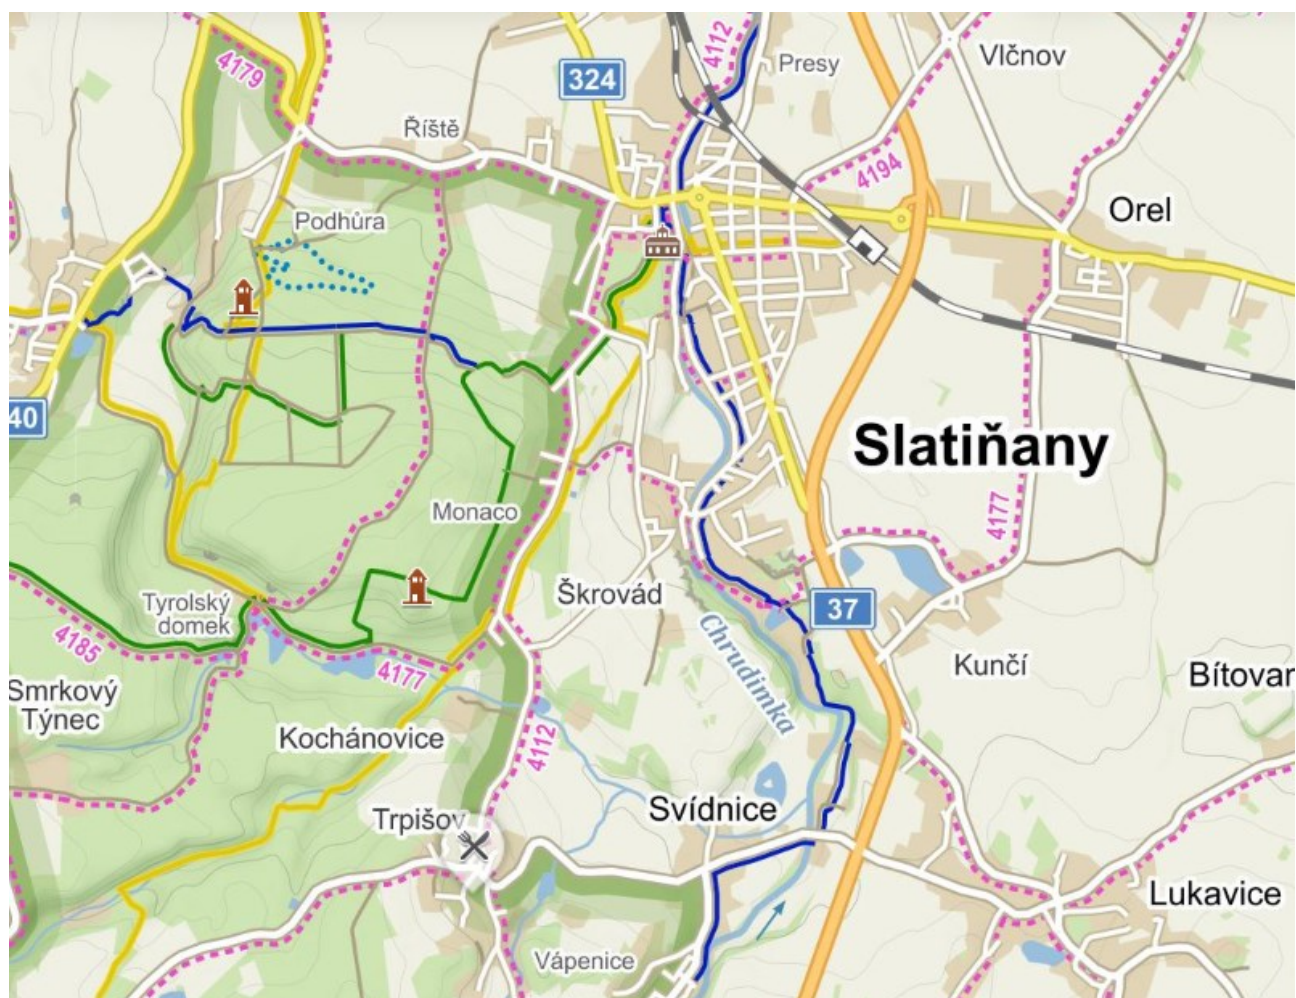 4112
Presy
Vlčnov
4179
324
Říště
4194
Orel
Podhůra
40
Slatiňany
4177
Monaco
Škrovád
37
Tyrolský
domek
4185
4177
Chrudimka
Kunčí
Bítovan
Smrkový
Týnec
Kochánovice
4112
Trpišov
Svídnice
Lukavice
Vápenice